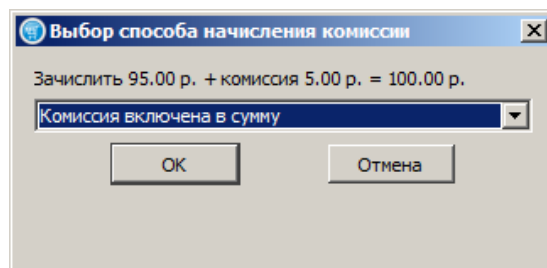 Выбор способа начисления комиссии
Зачислить 95.00 р. + комиссия 5.00 р. = 100.00 р.
Комиссия включена в сумму
OK
Отмена